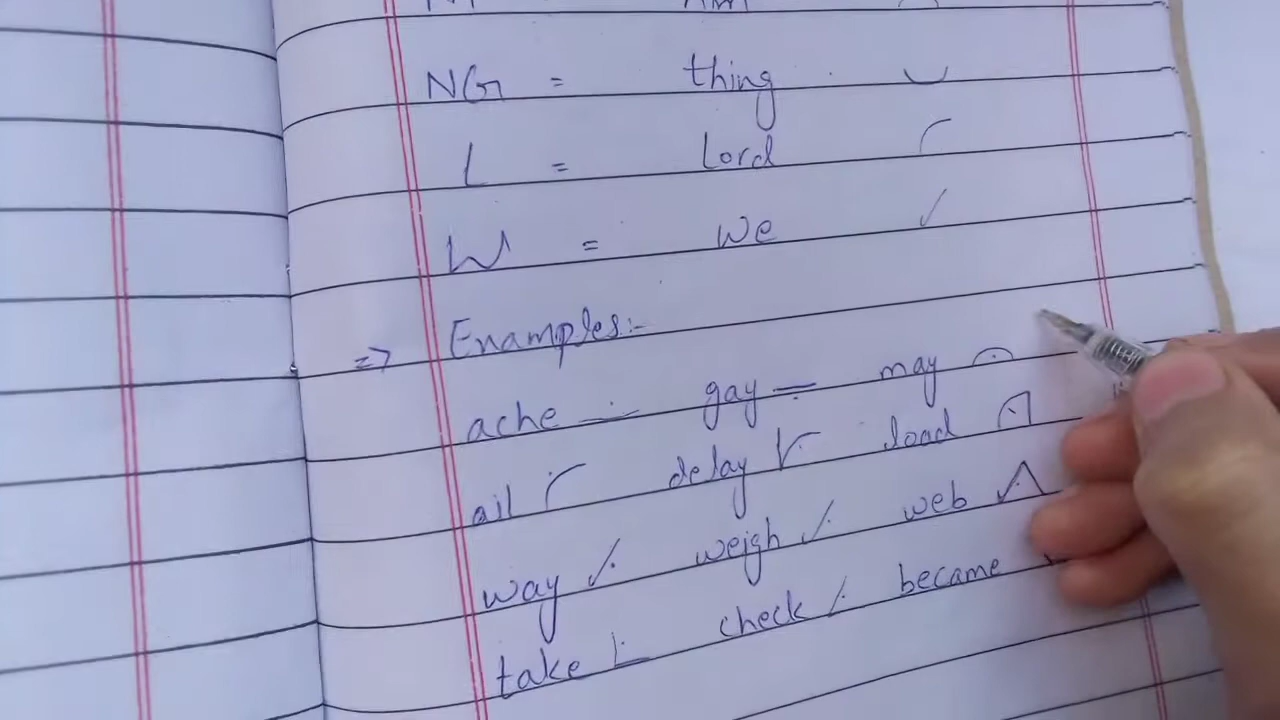 NG = thing
L = Lord
W = we
=> Examples:-
ache gay may
ail delay load
way weigh web
take check became